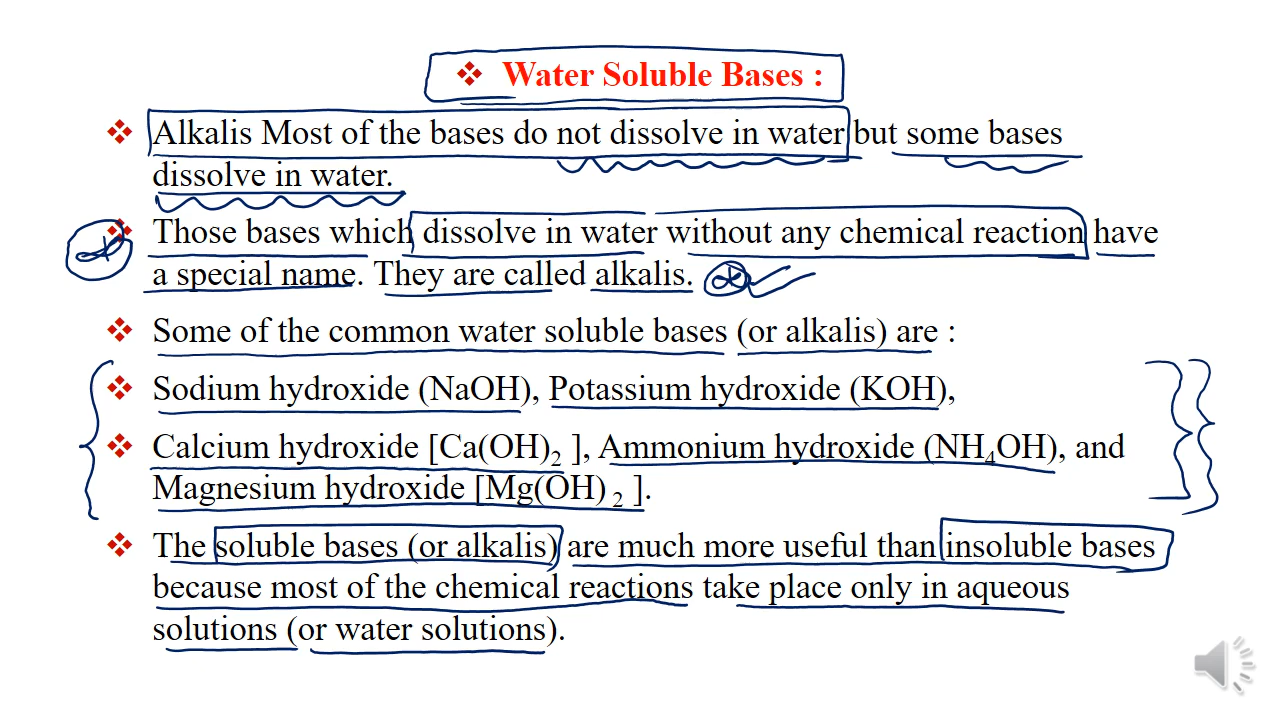 ❖ Water Soluble Bases :
❖ Alkalis Most of the bases do not dissolve in water but some bases
dissolve in water.
❖ Those bases which dissolve in water without any chemical reaction have
a special name. They are called alkalis.
❖ Some of the common water soluble bases (or alkalis) are :
❖ Sodium hydroxide (NaOH), Potassium hydroxide (KOH),
❖ Calcium hydroxide [Ca(OH)₂ ], Ammonium hydroxide (NH₄OH), and
Magnesium hydroxide [Mg(OH) ₂ ].
❖ The soluble bases (or alkalis) are much more useful than insoluble bases
because most of the chemical reactions take place only in aqueous
solutions (or water solutions).